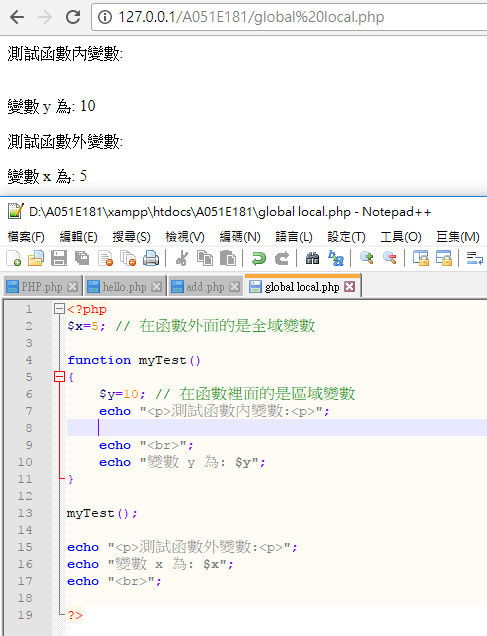 127.0.0.1/A051E181/global%20local.php
測試函數內變數:
變數 y 為: 10
測試函數外變數:
變數 x 為: 5
D:\A051E181\xampp\htdocs\A051E181\global local.php - Notepad++
檔案(F) 編輯(E) 搜尋(S) 檢視(V) 編碼(N) 語言(L) 設定(T) 工具(O) 巨集(M)
PHP.php hello.php add.php global local.php
1 <?php
2 $x=5; // 在函數外面的是全域變數
3
4 function myTest()
5 {
6 $y=10; // 在函數裡面的是區域變數
7 echo "<p>測試函數內變數:<p>";
8
9 echo "<br>";
10 echo "變數 y 為: $y";
11 }
12
13 myTest();
14
15 echo "<p>測試函數外變數:<p>";
16 echo "變數 x 為: $x";
17 echo "<br>";
18
19 ?>